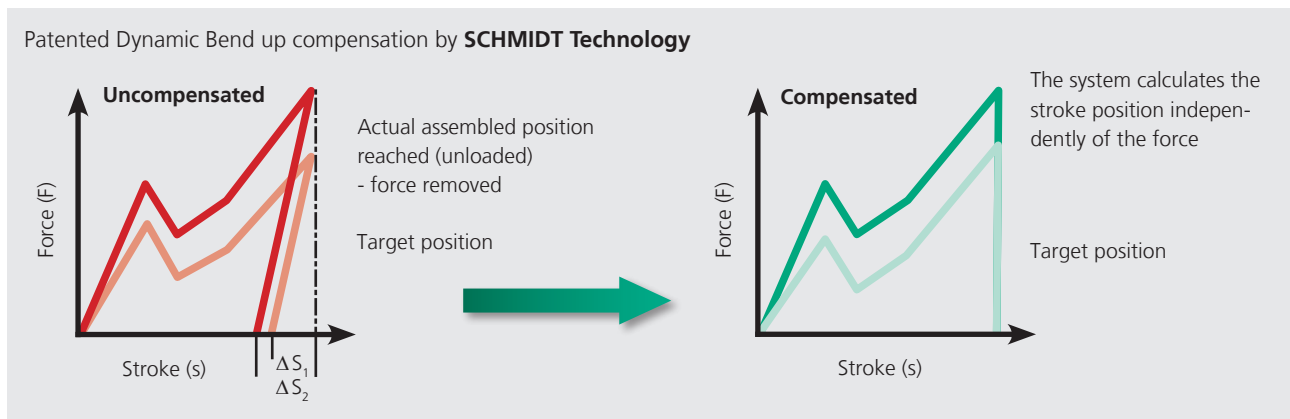 Patented Dynamic Bend up compensation by SCHMIDT Technology
Uncompensated
Force (F)
Stroke (s)
ΔS₁
ΔS₂
Actual assembled position
reached (unloaded)
- force removed
Target position
Compensated
Force (F)
Stroke (s)
The system calculates the
stroke position indepen-
dently of the force
Target position